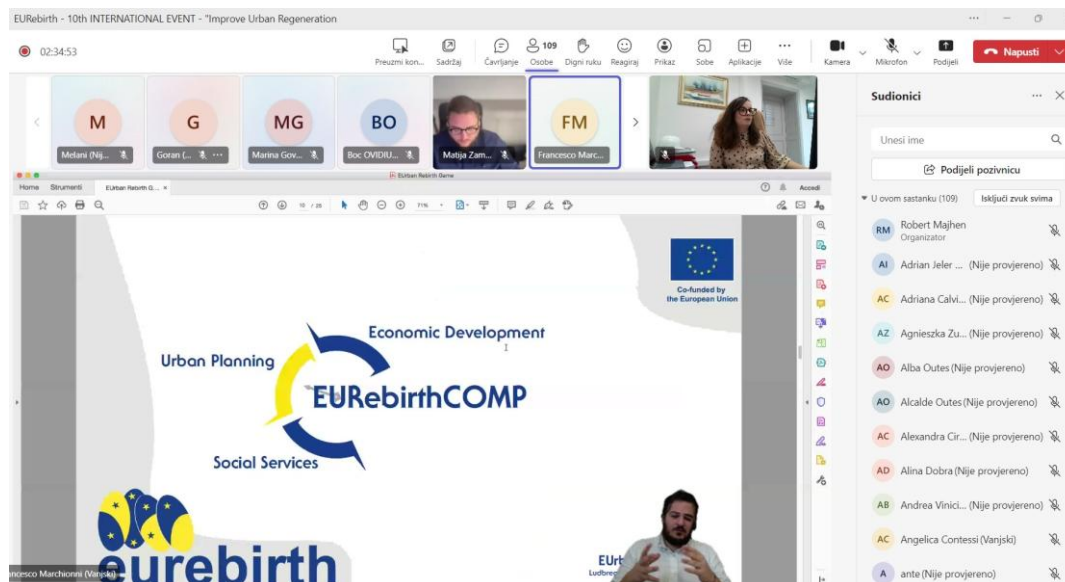 EURebirth - 10th INTERNATIONAL EVENT - "Improve Urban Regeneration
02:34:53
Preuzmi kon...
Sadržaj
Čavrljanje
109
Osobe
Digni ruku
Reagiraj
Prikaz
Sobe
Aplikacije
Više
Kamera
Mikrofon
Podijeli
Napusti
M
Melani (Nij...
G
Goran (...
MG
Marina Gov...
BO
Boc OVIDIU...
Matija Zam...
FM
Francesco Marc...
EUrban Rebirth Game
Home Strumenti EUrban Rebirth G... ×
Accedi
10 / 28
71%
Co-funded by
the European Union
Economic Development
Urban Planning
EURebirthCOMP
Social Services
eurebirth
EUrb
Ludbreg
ancesco Marchionni (Vanjski)
Sudionici
Unesi ime
Podijeli pozivnicu
U ovom sastanku (109)
Isključi zvuk svima
RM Robert Majhen
Organizator
AI Adrian Jeler ... (Nije provjereno)
AC Adriana Calvi... (Nije provjereno)
AZ Agnieszka Zu... (Nije provjereno)
AO Alba Outes (Nije provjereno)
AO Alcalde Outes (Nije provjereno)
AC Alexandra Cir... (Nije provjereno)
AD Alina Dobra (Nije provjereno)
AB Andrea Vinici... (Nije provjereno)
AC Angelica Contessi (Vanjski)
A ante (Nije provjereno)